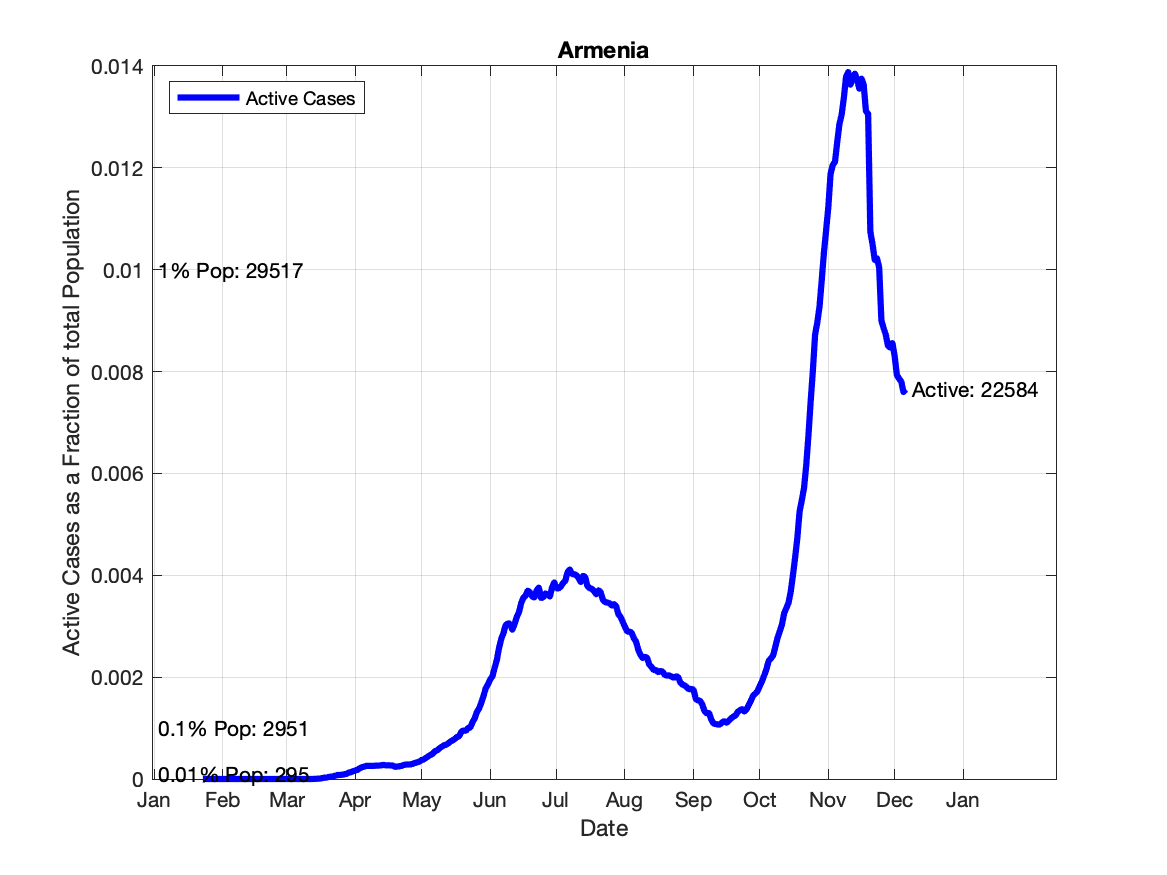 Armenia
Active Cases
Active Cases as a Fraction of total Population
0.014
0.012
0.01
0.008
0.006
0.004
0.002
0
1% Pop: 29517
Active: 22584
0.1% Pop: 2951
0.01% Pop: 295
Jan Feb Mar Apr May Jun Jul Aug Sep Oct Nov Dec Jan
Date